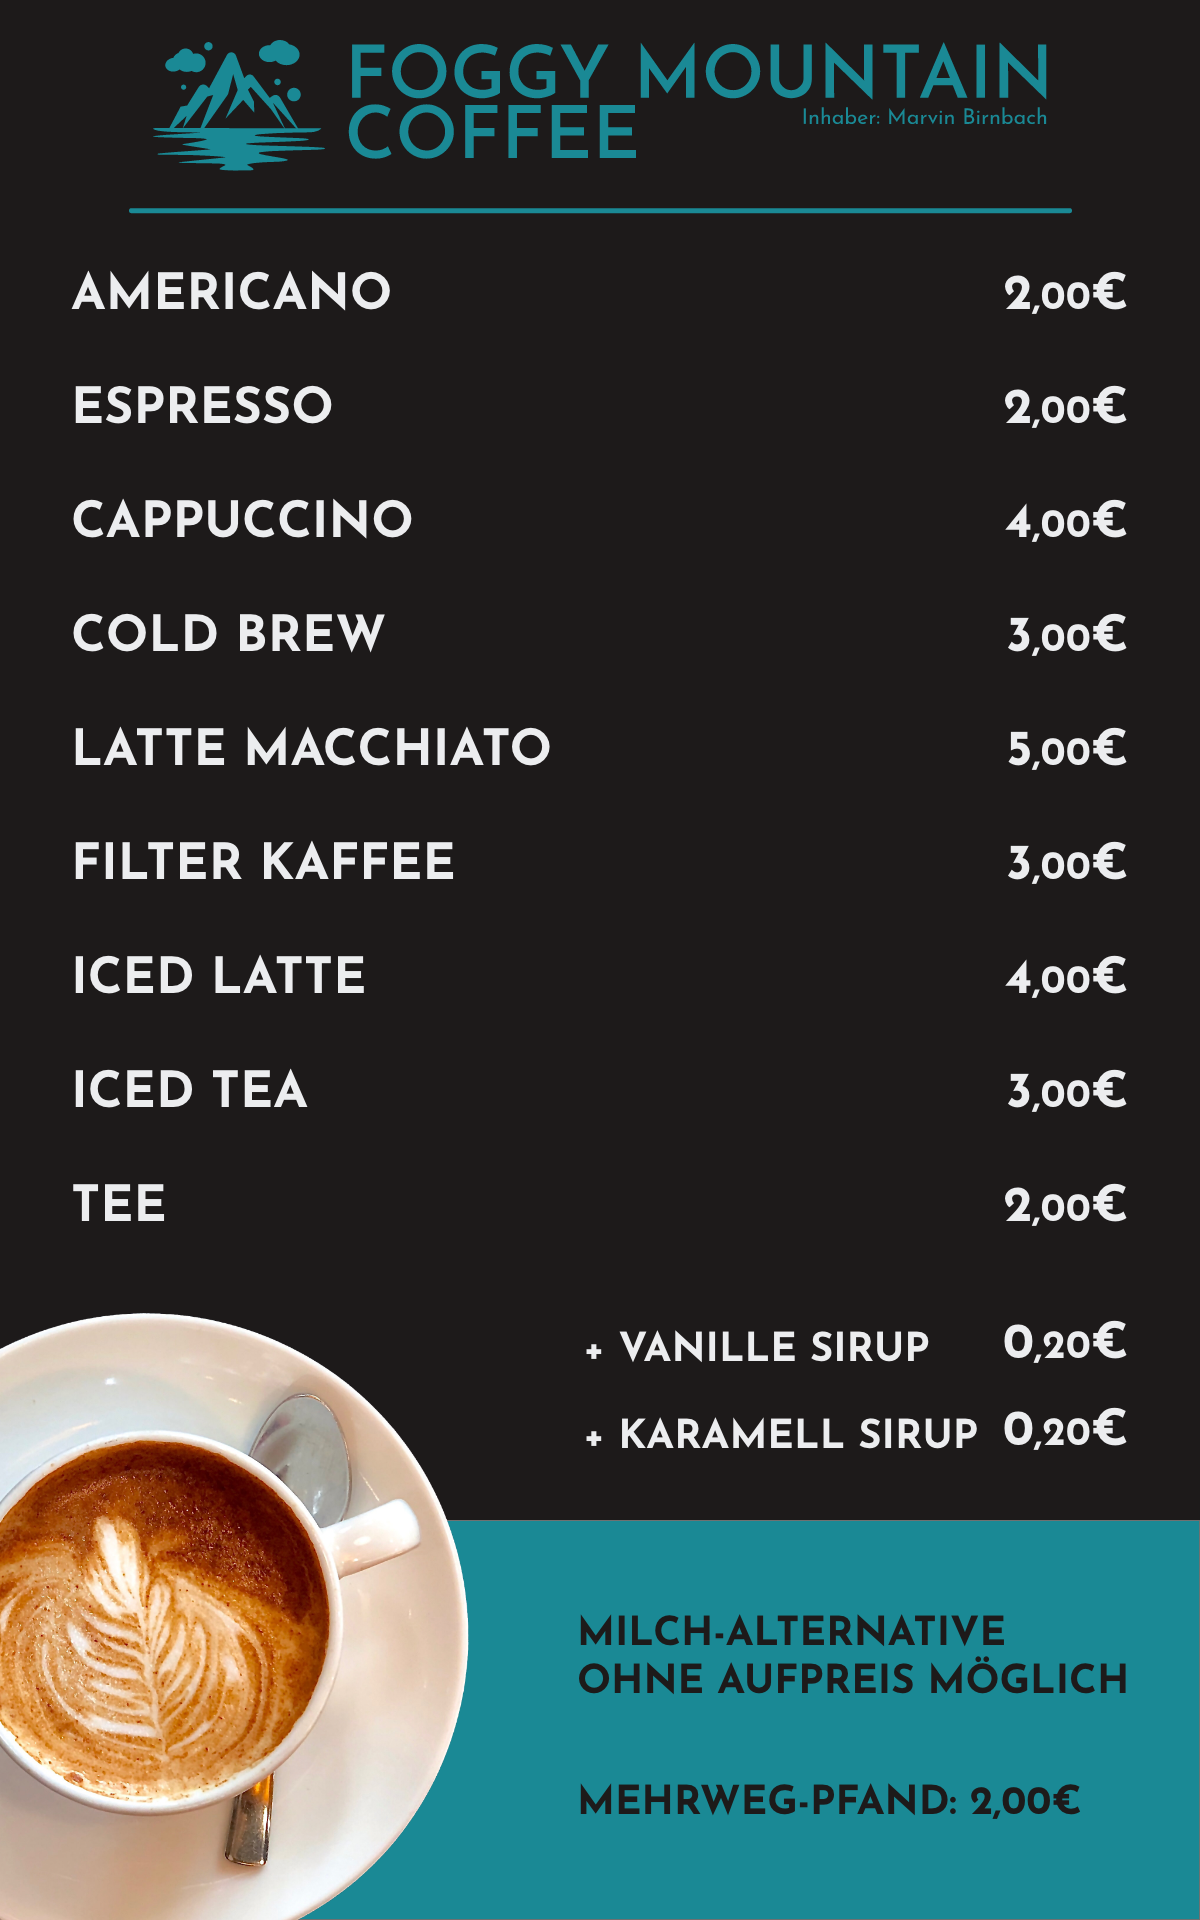 FOGGY MOUNTAIN
COFFEE
Inhaber: Marvin Birnbach
AMERICANO 2,00€
ESPRESSO 2,00€
CAPPUCCINO 4,00€
COLD BREW 3,00€
LATTE MACCHIATO 5,00€
FILTER KAFFEE 3,00€
ICED LATTE 4,00€
ICED TEA 3,00€
TEE 2,00€
+ VANILLE SIRUP 0,20€
+ KARAMELL SIRUP 0,20€
MILCH-ALTERNATIVE
OHNE AUFPREIS MÖGLICH
MEHRWEG-PFAND: 2,00€